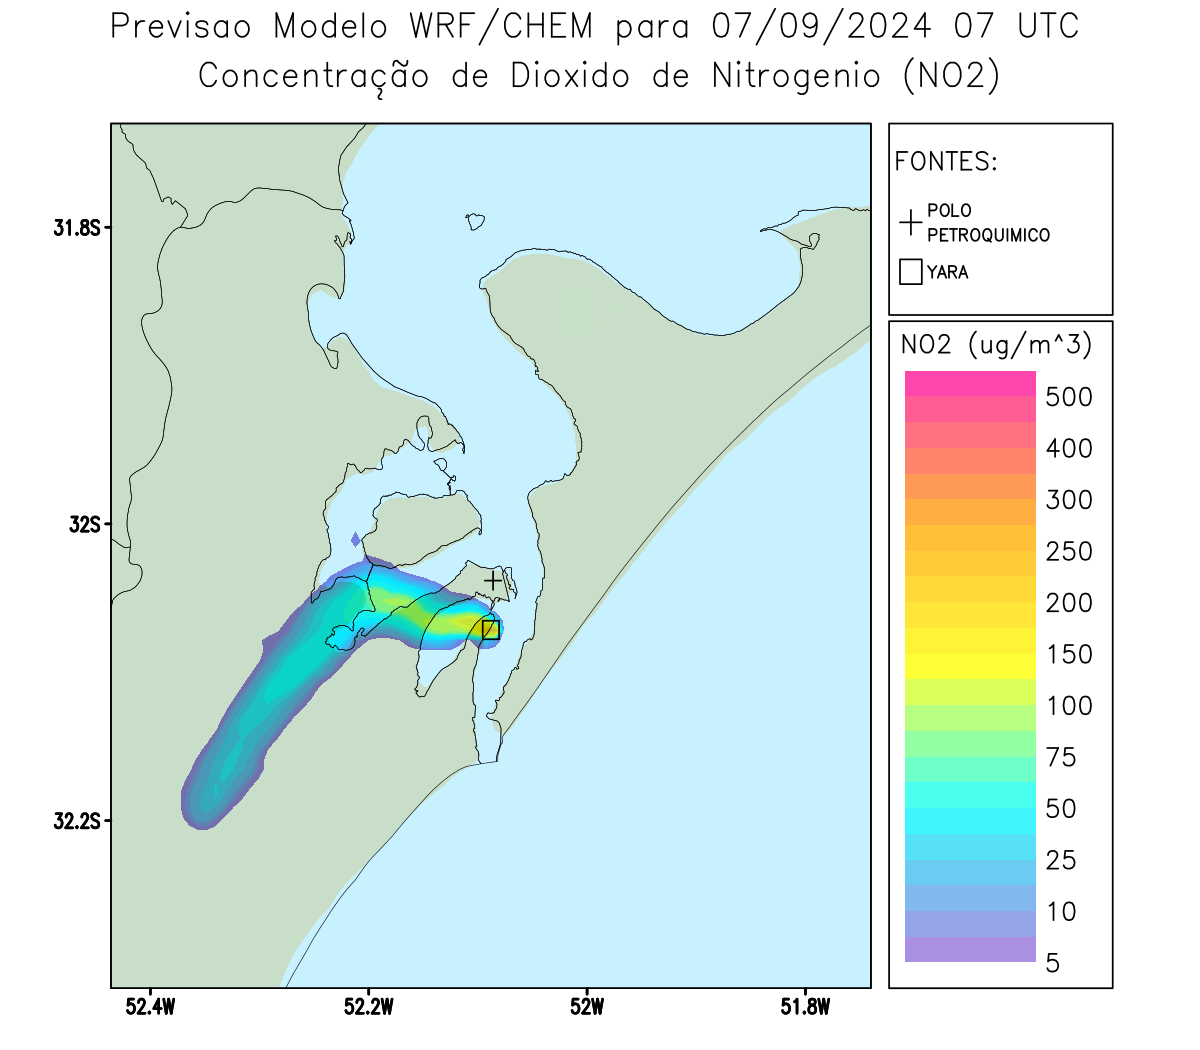 Previsao Modelo WRF/CHEM para 07/09/2024 07 UTC
Concentração de Dioxido de Nitrogenio (NO2)
FONTES:
POLO
PETROQUIMICO
YARA
NO2 (ug/m^3)
500
400
300
250
200
150
100
75
50
25
10
5
31.8S
32S
32.2S
52.4W
52.2W
52W
51.8W